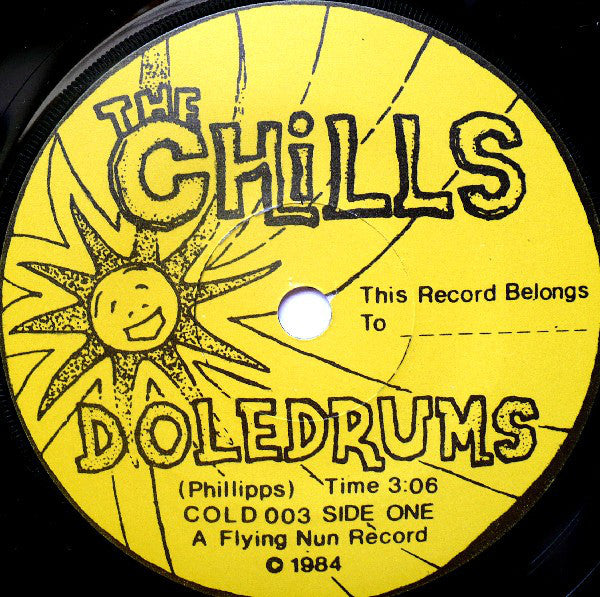 THE
CHiLLS
This Record Belongs
To _ _ _ _ _ _ _ _ _
DOLEDRUMS
(Phillipps) Time 3:06
COLD 003 SIDE ONE
A Flying Nun Record
© 1984